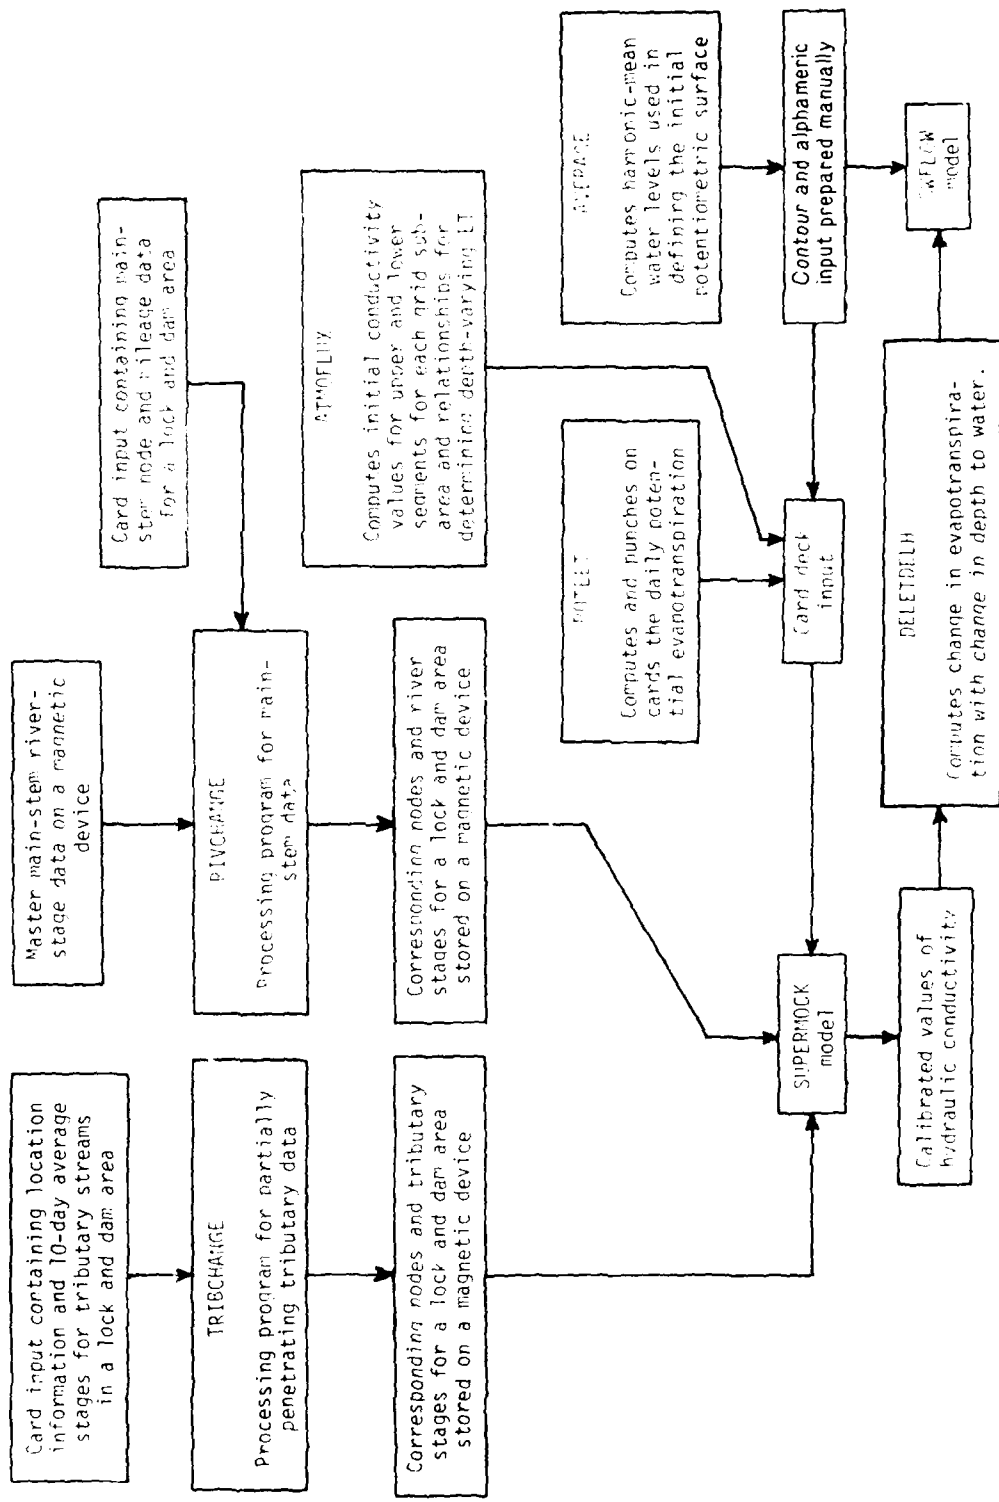 Card input containing location
information and 10-day average
stages for tributary streams
in a lock and dam area
Master main-stem river-
stage data on a magnetic
device
Card input containing main-
stem node and mileage data
for a lock and dam area
TRIBCHANGE
Processing program for partially
penetrating tributary data
RIVCHANGE
Processing program for main-
stem data
ATMOFLUX
Computes initial conductivity
values for upper and lower
segments for each grid sub-
area and relationships for
determining depth-varying ET
Corresponding nodes and tributary
stages for a lock and dam area
stored on a magnetic device
Corresponding nodes and river
stages for a lock and dam area
stored on a magnetic device
POTEET
Computes and punches on
cards the daily poten-
tial evapotranspiration
AVERAGE
Computes harmonic-mean
water levels used in
defining the initial
potentiometric surface
SUPERMOCK
model
Card deck
input
Contour and alphameric
input prepared manually
Calibrated values of
hydraulic conductivity
DELETDELH
Computes change in evapotranspira-
tion with change in depth to water.
model